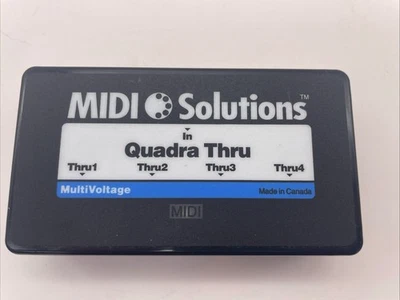 MIDI Solutions™
In
Quadra Thru
Thru1 Thru2 Thru3 Thru4
MultiVoltage Made in Canada
MIDI